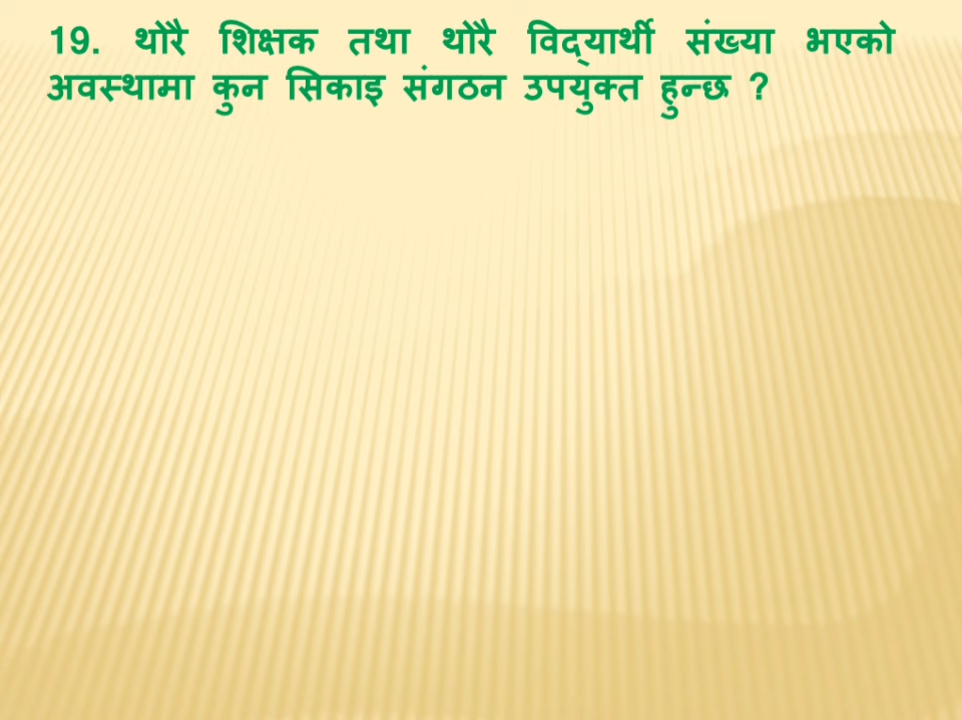 19. थोरै शिक्षक तथा थोरै विद्यार्थी संख्या भएको
अवस्थामा कुन सिकाइ संगठन उपयुक्त हुन्छ ?